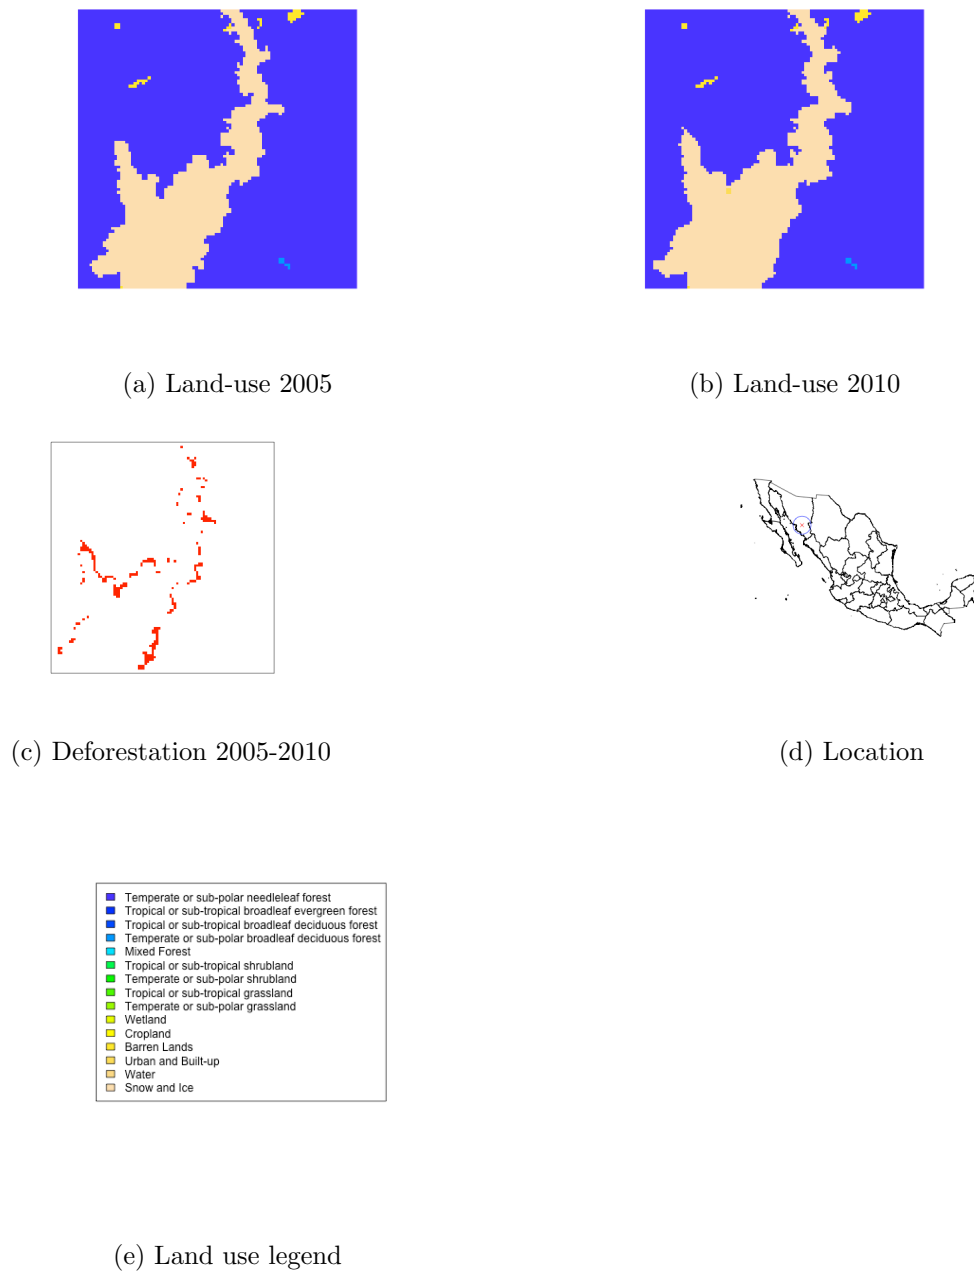 (a) Land-use 2005
(b) Land-use 2010
(c) Deforestation 2005-2010
(d) Location
Temperate or sub-polar needleleaf forest
Tropical or sub-tropical broadleaf evergreen forest
Tropical or sub-tropical broadleaf deciduous forest
Temperate or sub-polar broadleaf deciduous forest
Mixed Forest
Tropical or sub-tropical shrubland
Temperate or sub-polar shrubland
Tropical or sub-tropical grassland
Temperate or sub-polar grassland
Wetland
Cropland
Barren Lands
Urban and Built-up
Water
Snow and Ice
(e) Land use legend